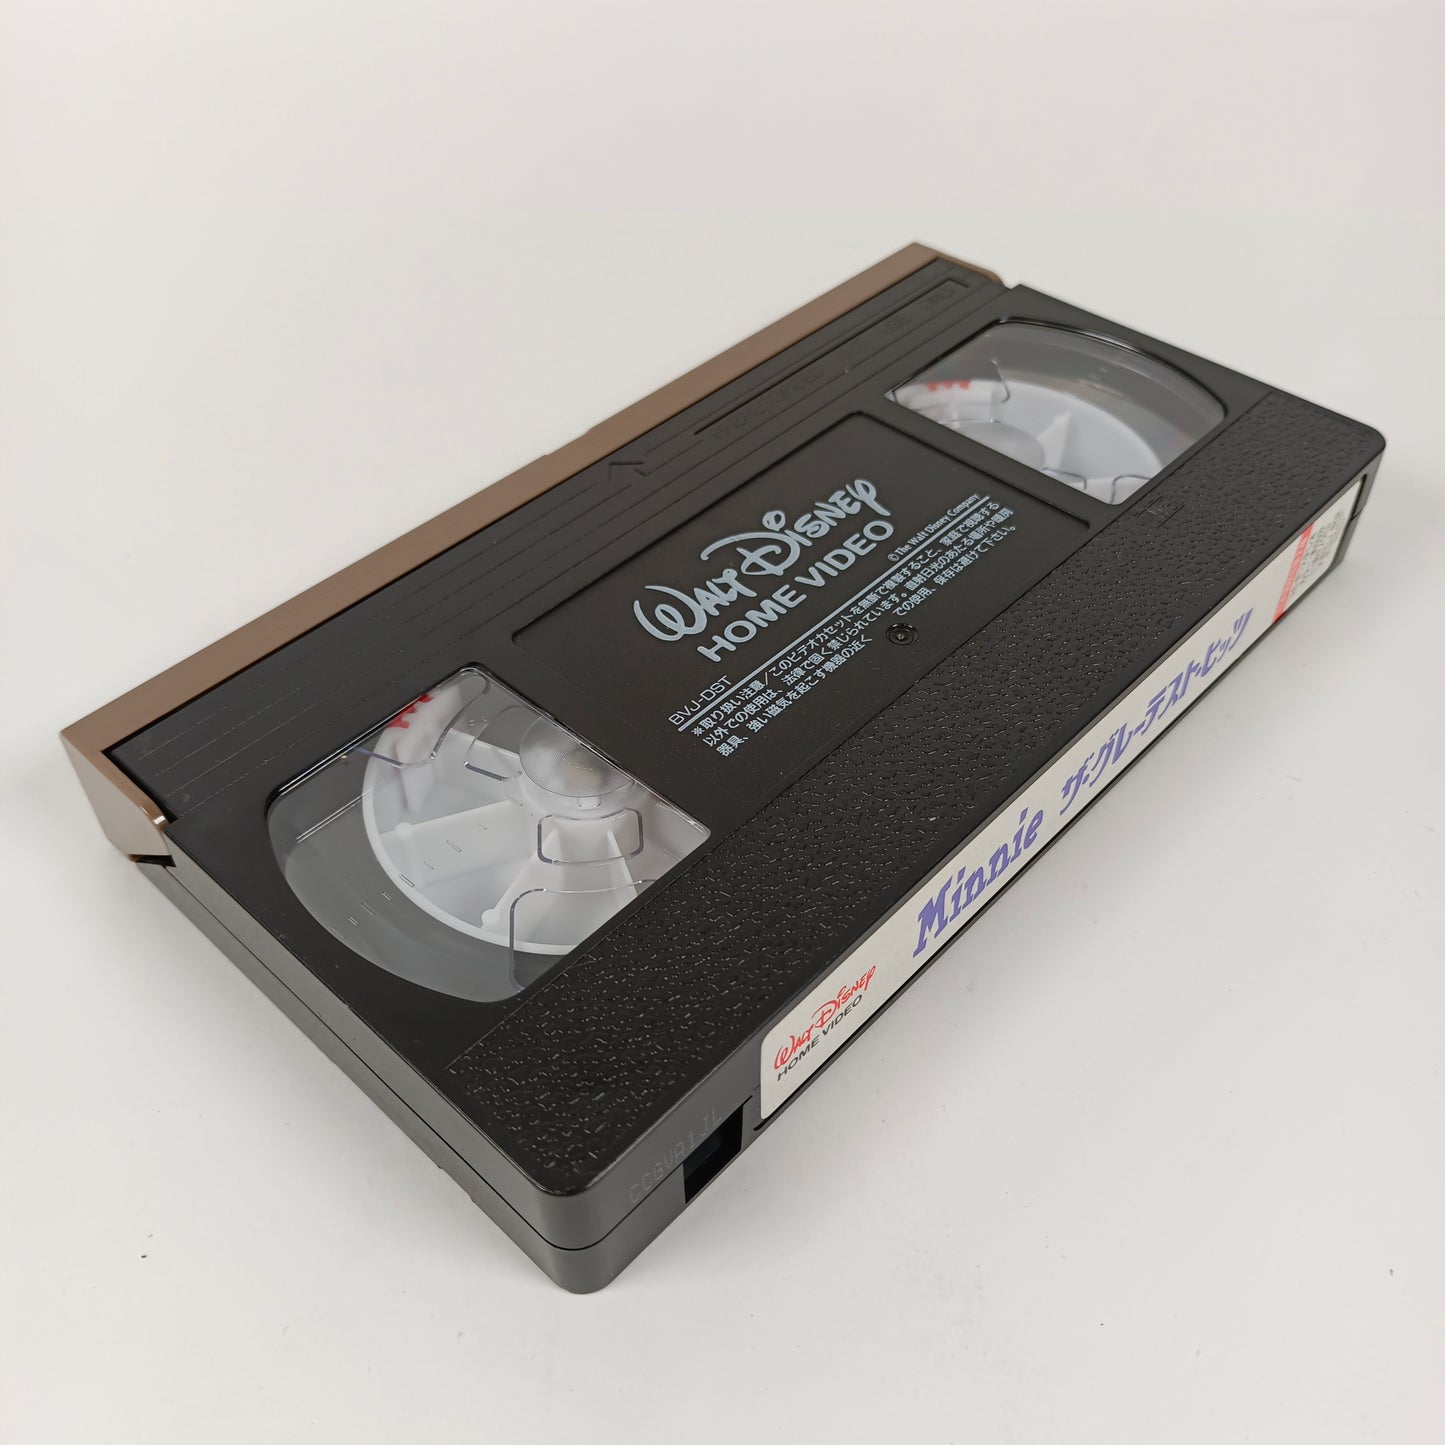 WALT DISNEY
HOME VIDEO
© The Walt Disney Company
BVJ-DST
※取り扱い注意/このビデオカセットを無断で複製すること、家庭で視聴する
以外での使用は、法律で固く禁じられています。直射日光のあたる場所や暖房
器具、強い磁気を起こす機器の近く での使用、保存は避けて下さい。
WALT DISNEY
HOME VIDEO
Minnie ザ・グレーテスト・ヒッツ
CCGVA1JL